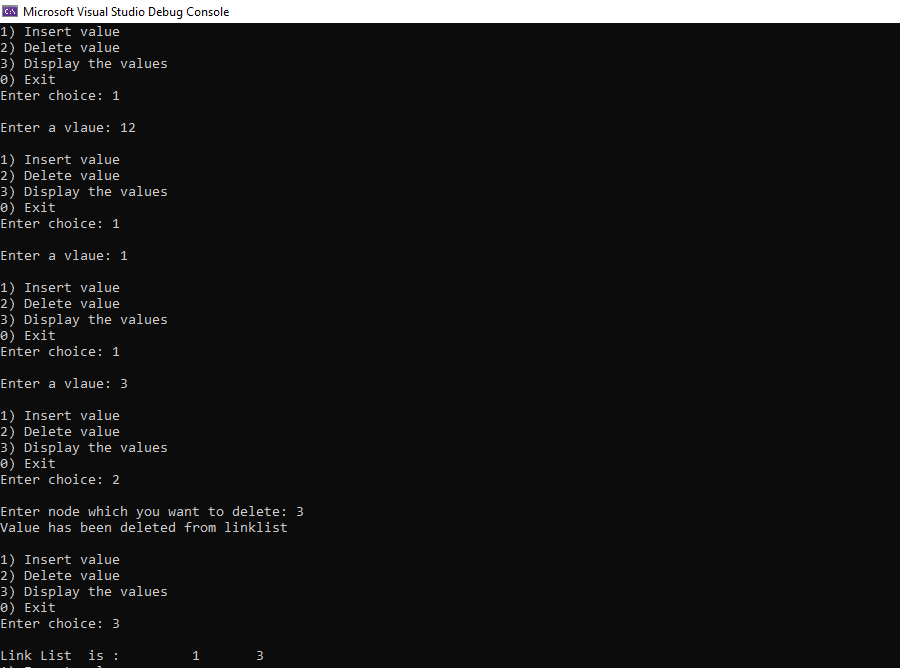 Microsoft Visual Studio Debug Console
1) Insert value
2) Delete value
3) Display the values
0) Exit
Enter choice: 1
Enter a vlaue: 12
1) Insert value
2) Delete value
3) Display the values
0) Exit
Enter choice: 1
Enter a vlaue: 1
1) Insert value
2) Delete value
3) Display the values
0) Exit
Enter choice: 1
Enter a vlaue: 3
1) Insert value
2) Delete value
3) Display the values
0) Exit
Enter choice: 2
Enter node which you want to delete: 3
Value has been deleted from linklist
1) Insert value
2) Delete value
3) Display the values
0) Exit
Enter choice: 3
Link List  is :         1       3